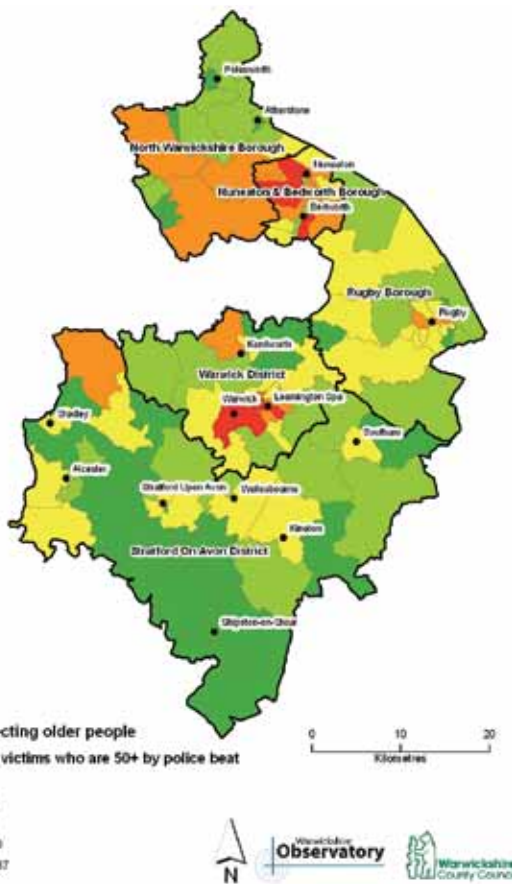 Polesworth
Atherstone
North Warwickshire Borough
Nuneaton
Nuneaton & Bedworth Borough
Bedworth
Rugby Borough
Rugby
Kenilworth
Warwick District
Warwick
Leamington Spa
Studley
Southam
Alcester
Stratford Upon Avon
Wellesbourne
Kineton
Stratford On Avon District
Shipston-on-Stour
cting older people
victims who are 50+ by police beat
0 10 20
Kilometres
N
Warwickshire
Observatory
Warwickshire
County Council